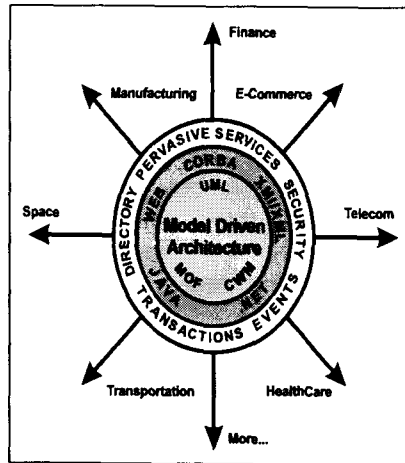 Finance
Manufacturing
E-Commerce
DIRECTORY PERVASIVE SERVICES SECURITY
CORBA
WEB
XMI/XML
UML
Space
Model Driven
Architecture
Telecom
MOF
CWM
JAVA
.NET
TRANSACTIONS EVENTS
Transportation
HealthCare
More...